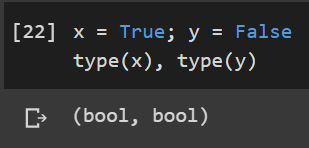 [22] x = True; y = False
type(x), type(y)
(bool, bool)